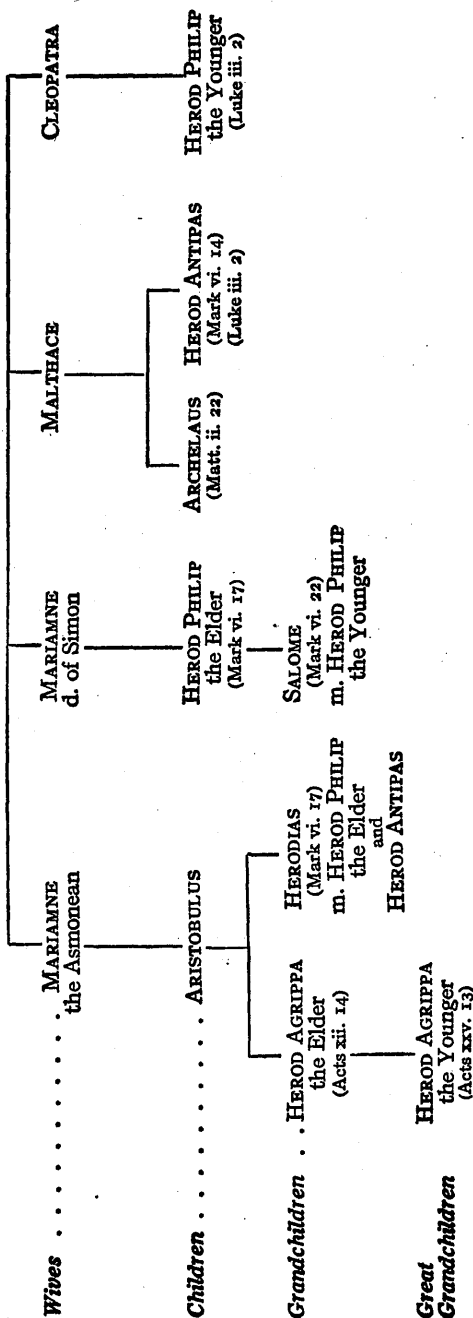 Wives . . . . . . . . . . MARIAMNE
the Asmonean
MARIAMNE
d. of Simon
MALTHACE
CLEOPATRA
Children . . . . . . . . . ARISTOBULUS
HEROD PHILIP
the Elder
(Mark vi. 17)
ARCHELAUS
(Matt. ii. 22)
HEROD ANTIPAS
(Mark vi. 14)
(Luke iii. 2)
HEROD PHILIP
the Younger
(Luke iii. 2)
Grandchildren . . HEROD AGRIPPA
the Elder
(Acts xii. 14)
HERODIAS
(Mark vi. 17)
m. HEROD PHILIP
the Elder
and
HEROD ANTIPAS
SALOME
(Mark vi. 22)
m. HEROD PHILIP
the Younger
Great
Grandchildren
HEROD AGRIPPA
the Younger
(Acts xxv. 13)